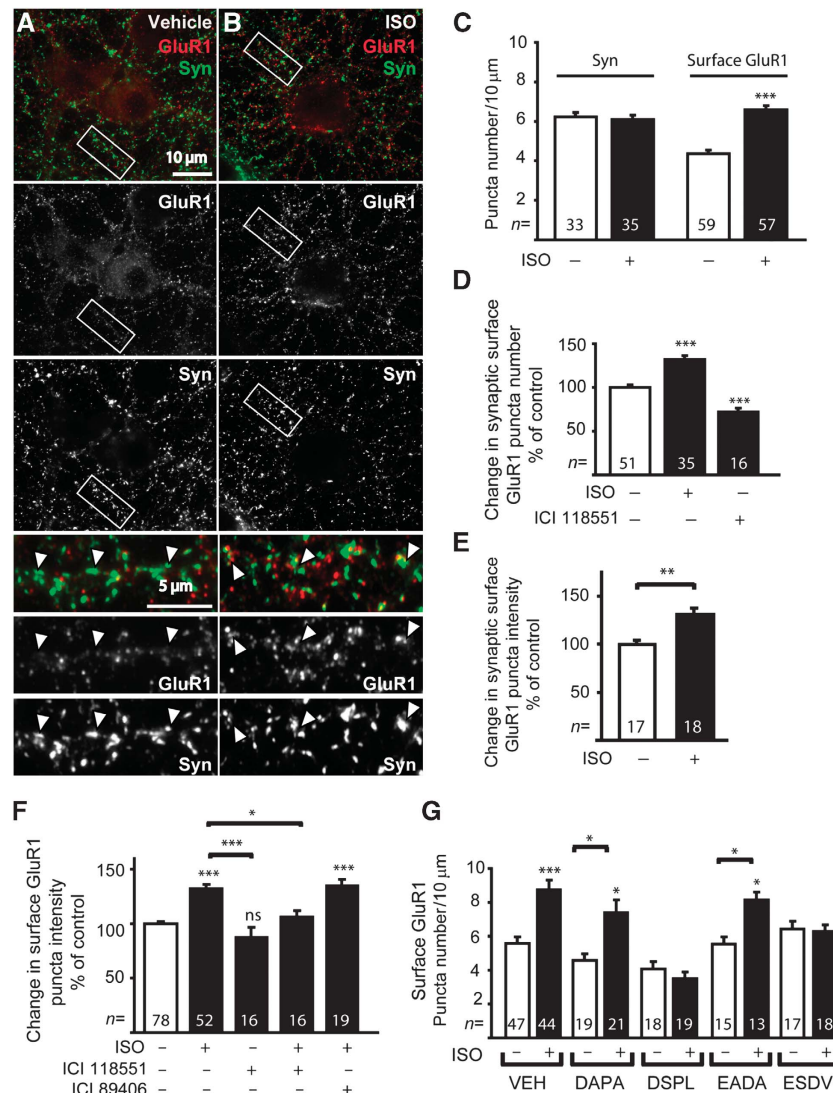 A
Vehicle
GluR1
Syn
10 µm
GluR1
Syn
5 µm
GluR1
Syn
B
ISO
GluR1
Syn
GluR1
Syn
GluR1
Syn
C
Puncta number/10 µm
10
8
6
4
2
Syn
Surface GluR1
***
n=
33
35
59
57
ISO
– + – +
D
Change in synaptic surface
GluR1 puncta number
% of control
150
100
50
***
***
n=
51
35
16
ISO – + –
ICI 118551 – – +
E
Change in synaptic surface
GluR1 puncta intensity
% of control
150
100
50
**
n=
17
18
ISO – +
F
Change in surface GluR1
puncta intensity
% of control
150
100
50
*
***
***
ns
***
n=
78
52
16
16
19
ISO – + – + +
ICI 118551 – – + + –
ICI 89406 – – – – +
G
Surface GluR1
Puncta number/10 µm
10
8
6
4
2
***
*
*
*
*
n=
47
44
19
21
18
19
15
13
17
18
ISO – + – + – + – + – +
VEH DAPA DSPL EADA ESDV